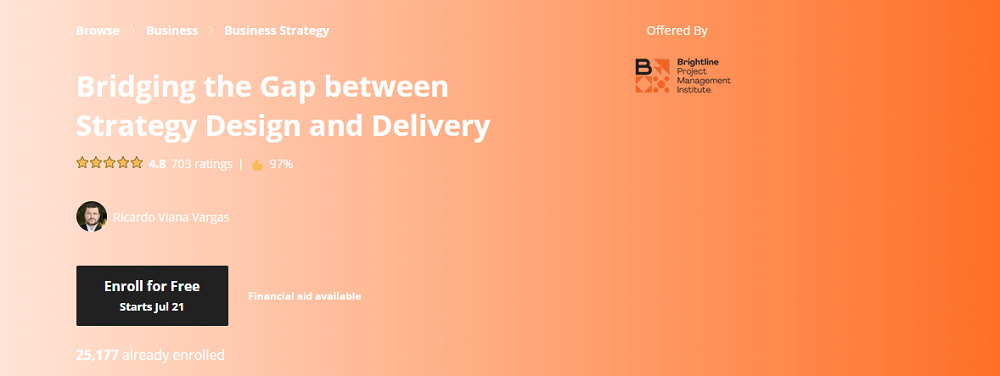 Browse > Business > Business Strategy
Offered By
Brightline
Project
Management
Institute.
B
Bridging the Gap between
Strategy Design and Delivery
4.8 703 ratings | 97%
Ricardo Viana Vargas
Enroll for Free
Starts Jul 21
Financial aid available
25,177 already enrolled